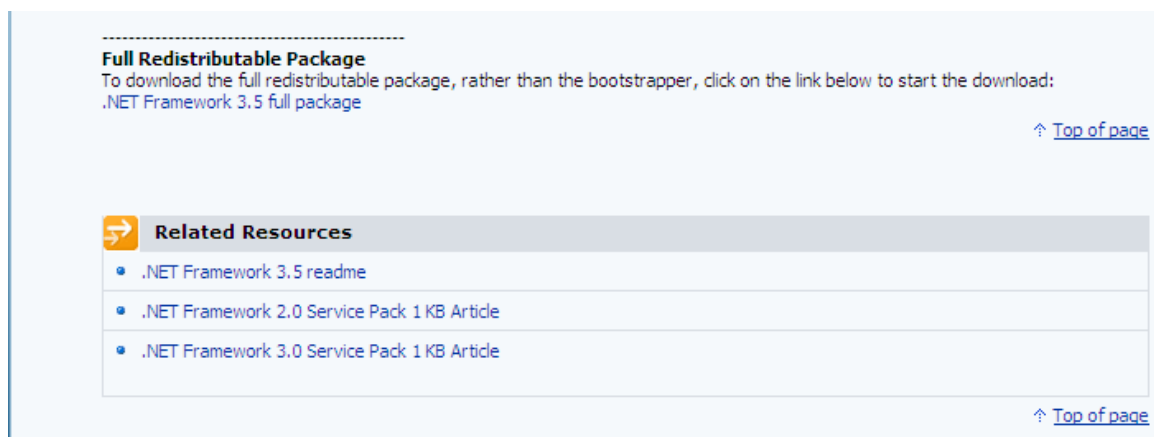 ----------------------------------------------
Full Redistributable Package
To download the full redistributable package, rather than the bootstrapper, click on the link below to start the download:
.NET Framework 3.5 full package
Top of page
Related Resources
.NET Framework 3.5 readme
.NET Framework 2.0 Service Pack 1 KB Article
.NET Framework 3.0 Service Pack 1 KB Article
Top of page